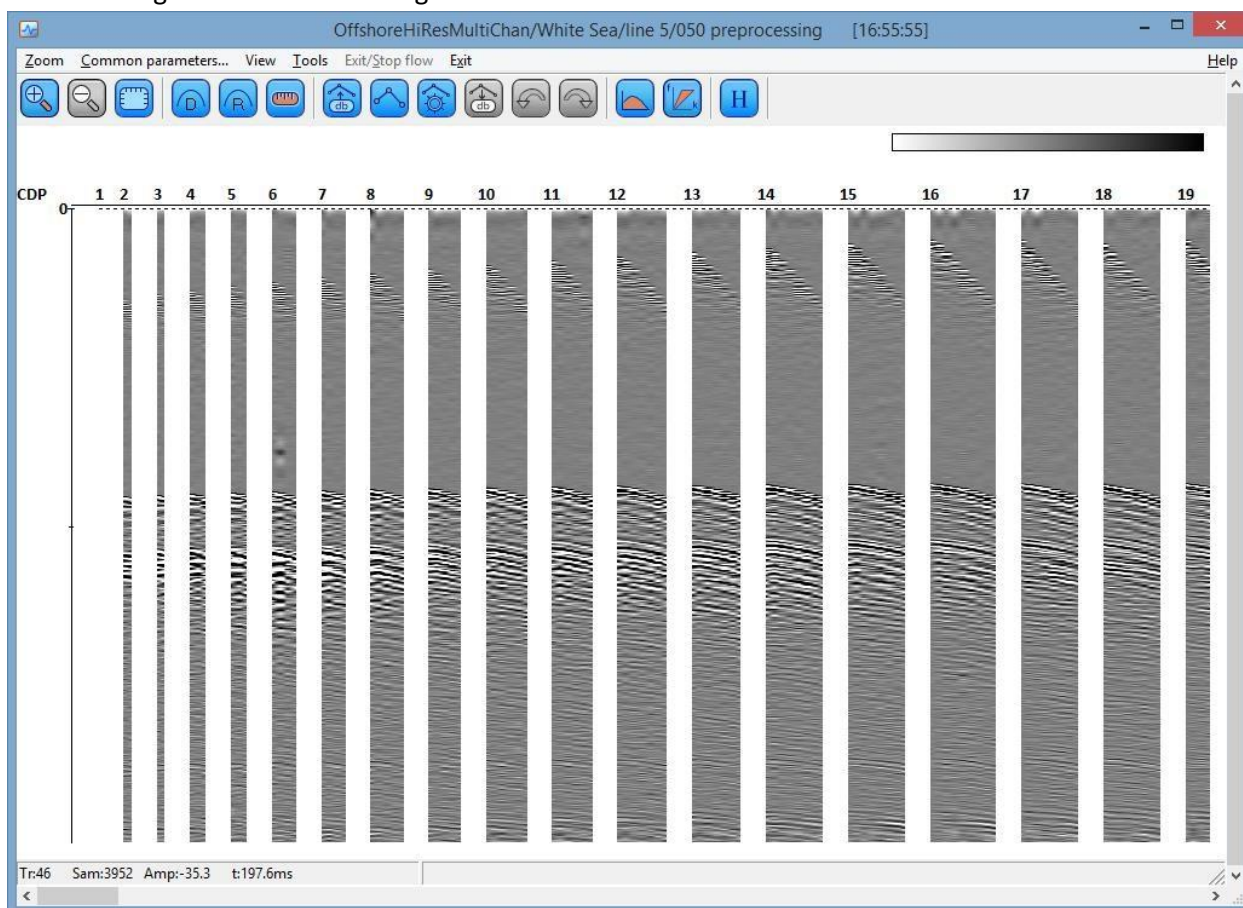 OffshoreHiResMultiChan/White Sea/line 5/050 preprocessing [16:55:55]
Zoom Common parameters... View Tools Exit/Stop flow Exit Help
D R db db f k H
CDP 1 2 3 4 5 6 7 8 9 10 11 12 13 14 15 16 17 18 19
0
Tr:46 Sam:3952 Amp:-35.3 t:197.6ms